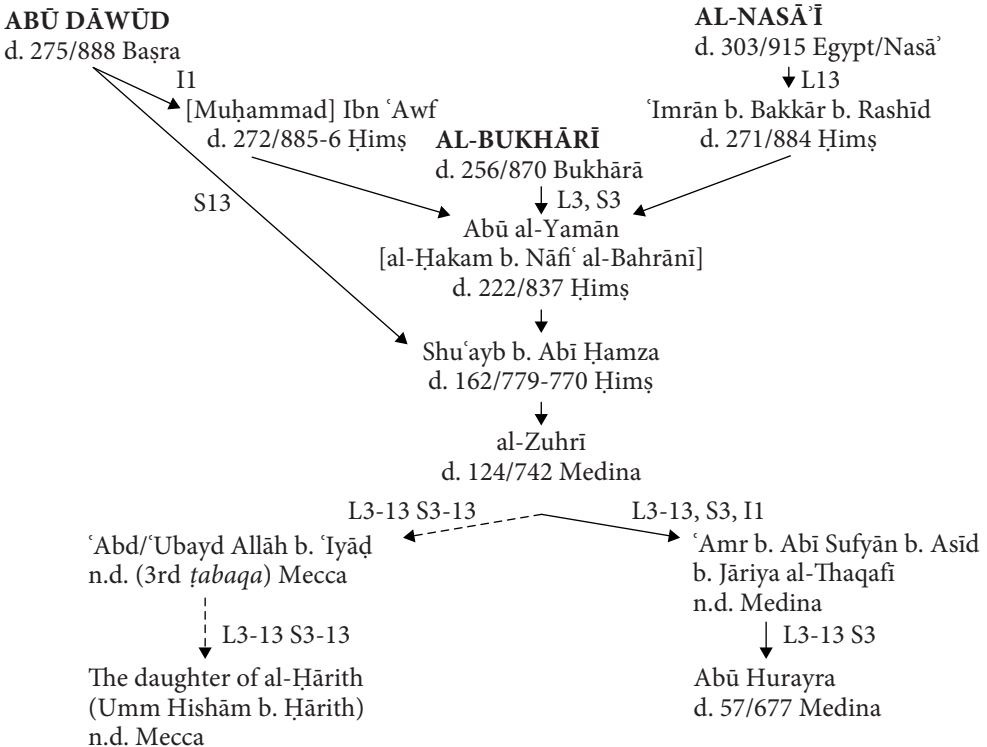 ABŪ DĀWŪD
d. 275/888 Baṣra
AL-NASĀʾĪ
d. 303/915 Egypt/Nasāʾ
I1
L13
[Muḥammad] Ibn ʿAwf
d. 272/885-6 Ḥimṣ
ʿImrān b. Bakkār b. Rashīd
d. 271/884 Ḥimṣ
AL-BUKHĀRĪ
d. 256/870 Bukhārā
S13
L3, S3
Abū al-Yamān
[al-Ḥakam b. Nāfiʿ al-Bahrānī]
d. 222/837 Ḥimṣ
Shuʿayb b. Abī Ḥamza
d. 162/779-770 Ḥimṣ
al-Zuhrī
d. 124/742 Medina
L3-13 S3-13
L3-13, S3, I1
ʿAbd/ʿUbayd Allāh b. ʿIyāḍ
n.d. (3rd ṭabaqa) Mecca
ʿAmr b. Abī Sufyān b. Asīd
b. Jāriya al-Thaqafī
n.d. Medina
L3-13 S3-13
L3-13 S3
The daughter of al-Ḥārith
(Umm Hishām b. Ḥārith)
n.d. Mecca
Abū Hurayra
d. 57/677 Medina